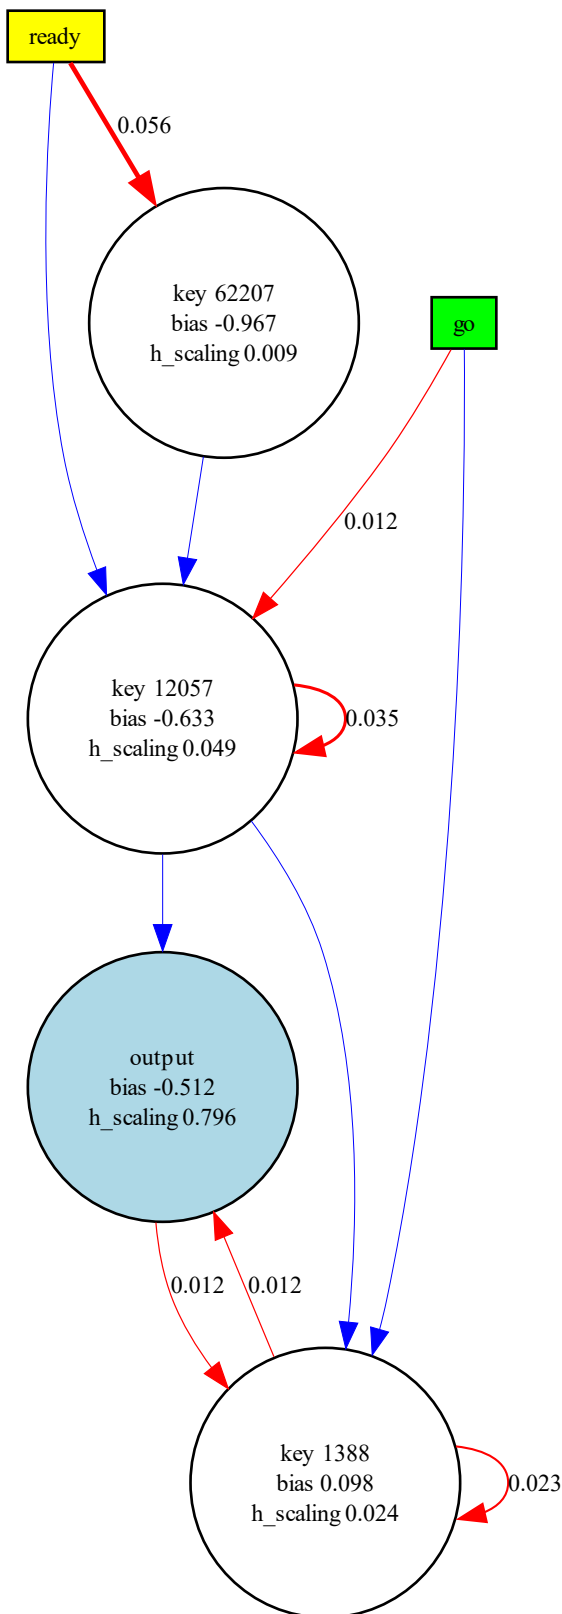 ready
0.056
key 62207
bias -0.967
h_scaling 0.009
go
0.012
key 12057
bias -0.633
h_scaling 0.049
0.035
output
bias -0.512
h_scaling 0.796
0.012
0.012
key 1388
bias 0.098
h_scaling 0.024
0.023